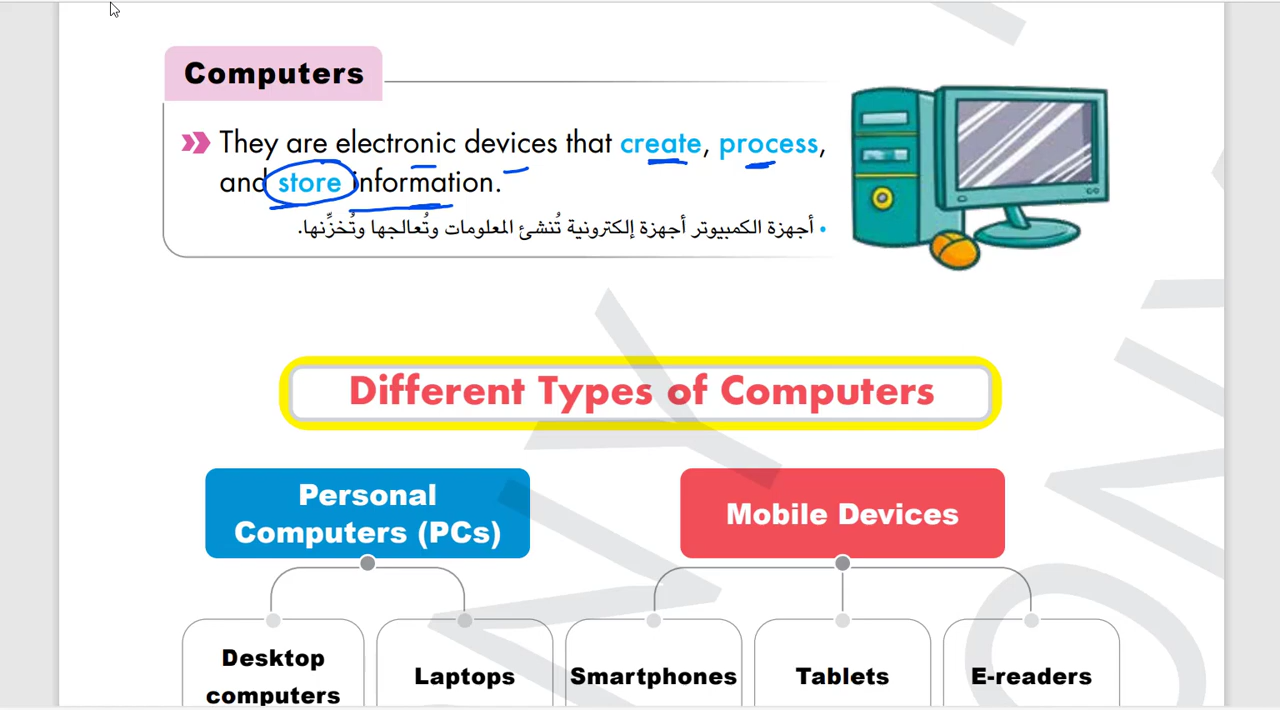 Computers
They are electronic devices that create, process,
and store information.
• أجهزة الكمبيوتر أجهزة إلكترونية تُنشئ المعلومات وتُعالجها وتُخزِّنها.
Different Types of Computers
Personal
Computers (PCs)
Mobile Devices
Desktop
computers
Laptops
Smartphones
Tablets
E-readers